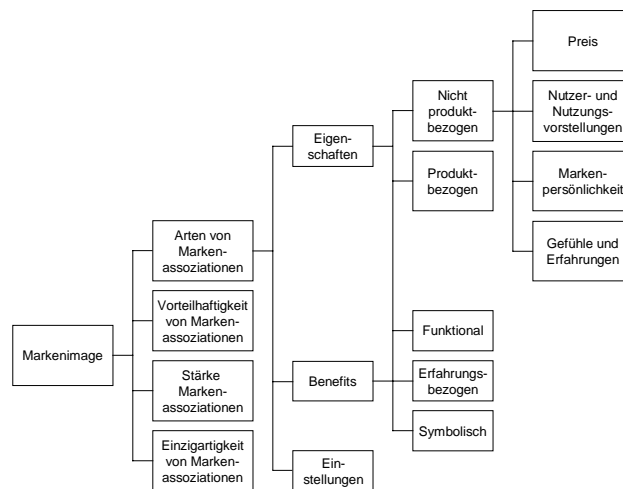 Preis
Nicht
produkt-
bezogen
Nutzer- und
Nutzungs-
vorstellungen
Eigen-
schaften
Produkt-
bezogen
Marken-
persönlichkeit
Arten von
Marken-
assoziationen
Gefühle und
Erfahrungen
Vorteilhaftigkeit
von Marken-
assoziationen
Funktional
Markenimage
Stärke
Marken-
assoziationen
Benefits
Erfahrungs-
bezogen
Symbolisch
Einzigartigkeit
von Marken-
assoziationen
Ein-
stellungen